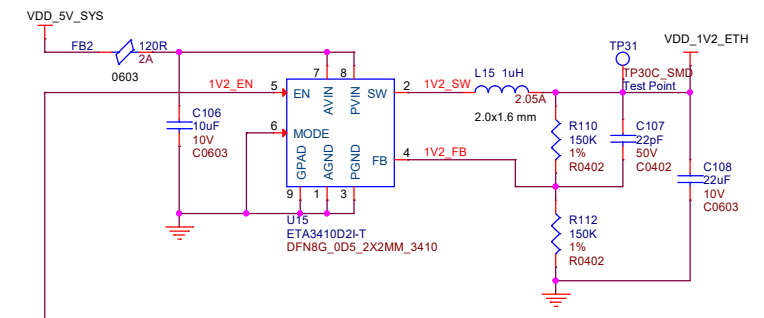 VDD_5V_SYS
FB2
120R
2A
0603
VDD_1V2_ETH
TP31
TP30C_SMD
Test Point
7
8
1V2_EN
5
EN
AVIN
PVIN
SW
2
1V2_SW
L15 1uH
2.05A
2.0x1.6 mm
C106
10uF
10V
C0603
6
MODE
GPAD
AGND
PGND
FB
4
1V2_FB
9
1
3
U15
ETA3410D2I-T
DFN8G_0D5_2X2MM_3410
R110
150K
1%
R0402
C107
22pF
50V
C0402
C108
22uF
10V
C0603
R112
150K
1%
R0402